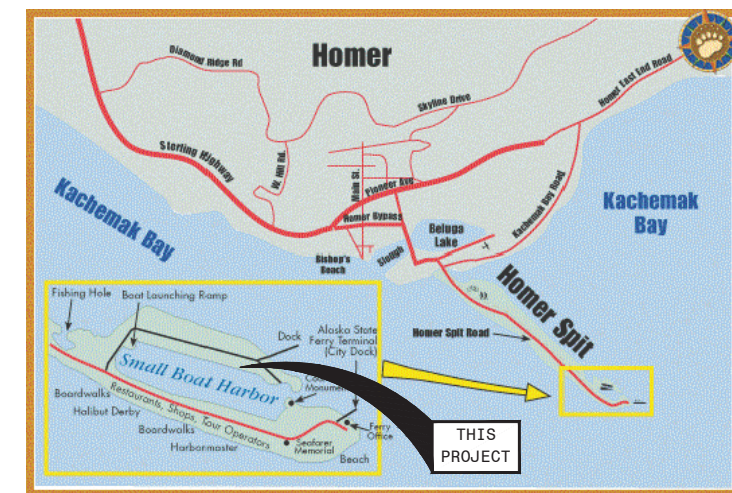 Homer
Diamond Ridge Rd
Skyline Drive
Homer East End Road
Sterling Highway
W. Hill Rd.
Main St.
Pioneer Ave
Homer Bypass
Kachemak Bay Road
Kachemak
Bay
Kachemak Bay
Beluga
Lake
Slough
Bishop's
Beach
Homer Spit
Homer Spit Road
Fishing Hole
Boat Launching Ramp
Dock
Alaska State
Ferry Terminal
(City Dock)
Small Boat Harbor
Monument
Boardwalks
Restaurants, Shops, Tour Operators
Halibut Derby
Boardwalks
Harbormaster
Seafarer
Memorial
Ferry
Office
Beach
THIS
PROJECT